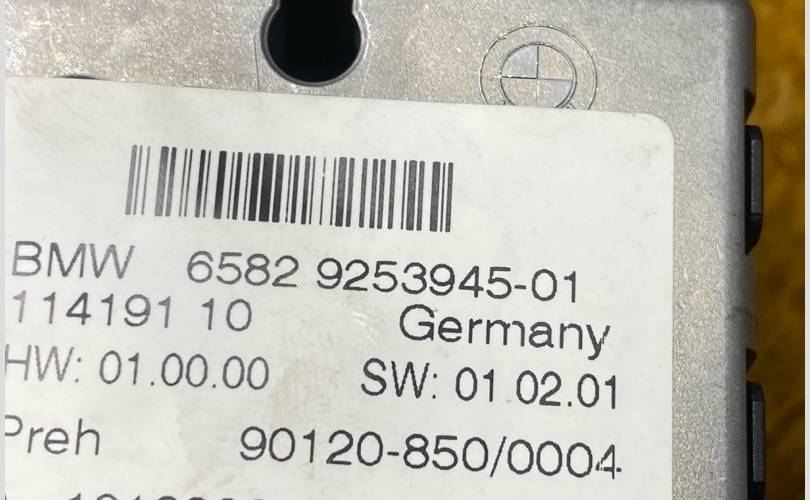 BMW 6582 9253945-01
114191 10 Germany
HW: 01.00.00 SW: 01.02.01
Preh 90120-850/0004